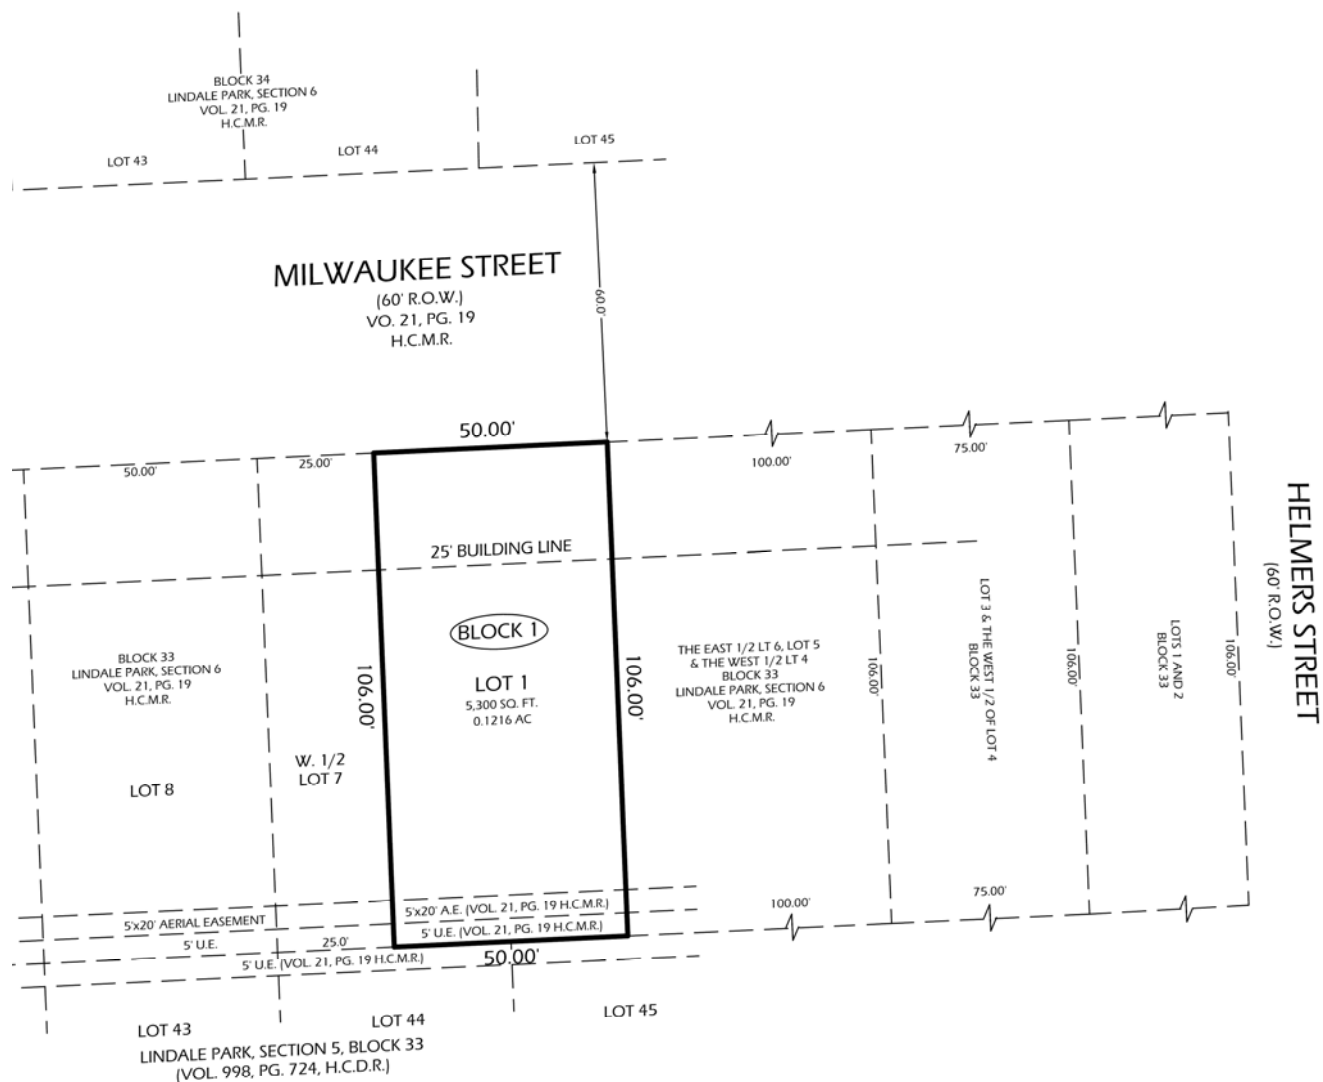 BLOCK 34
LINDALE PARK, SECTION 6
VOL. 21, PG. 19
H.C.M.R.
LOT 43
LOT 44
LOT 45
MILWAUKEE STREET
(60' R.O.W.)
VO. 21, PG. 19
H.C.M.R.
60.0'
50.00'
50.00'
25.00'
100.00'
75.00'
25' BUILDING LINE
BLOCK 1
LOT 1
5,300 SQ. FT.
0.1216 AC
106.00'
106.00'
BLOCK 33
LINDALE PARK, SECTION 6
VOL. 21, PG. 19
H.C.M.R.
LOT 8
W. 1/2
LOT 7
THE EAST 1/2 LT 6, LOT 5
& THE WEST 1/2 LT 4
BLOCK 33
LINDALE PARK, SECTION 6
VOL. 21, PG. 19
H.C.M.R.
106.00'
LOT 3 & THE WEST 1/2 OF LOT 4
BLOCK 33
106.00'
LOTS 1 AND 2
BLOCK 33
106.00'
HELMERS STREET
(60' R.O.W.)
5'x20' AERIAL EASEMENT
5'x20' A.E. (VOL. 21, PG. 19 H.C.M.R.)
5' U.E.
25.0'
5' U.E. (VOL. 21, PG. 19 H.C.M.R.)
5' U.E. (VOL. 21, PG. 19 H.C.M.R.)
50.00'
100.00'
75.00'
LOT 43
LOT 44
LOT 45
LINDALE PARK, SECTION 5, BLOCK 33
(VOL. 998, PG. 724, H.C.D.R.)